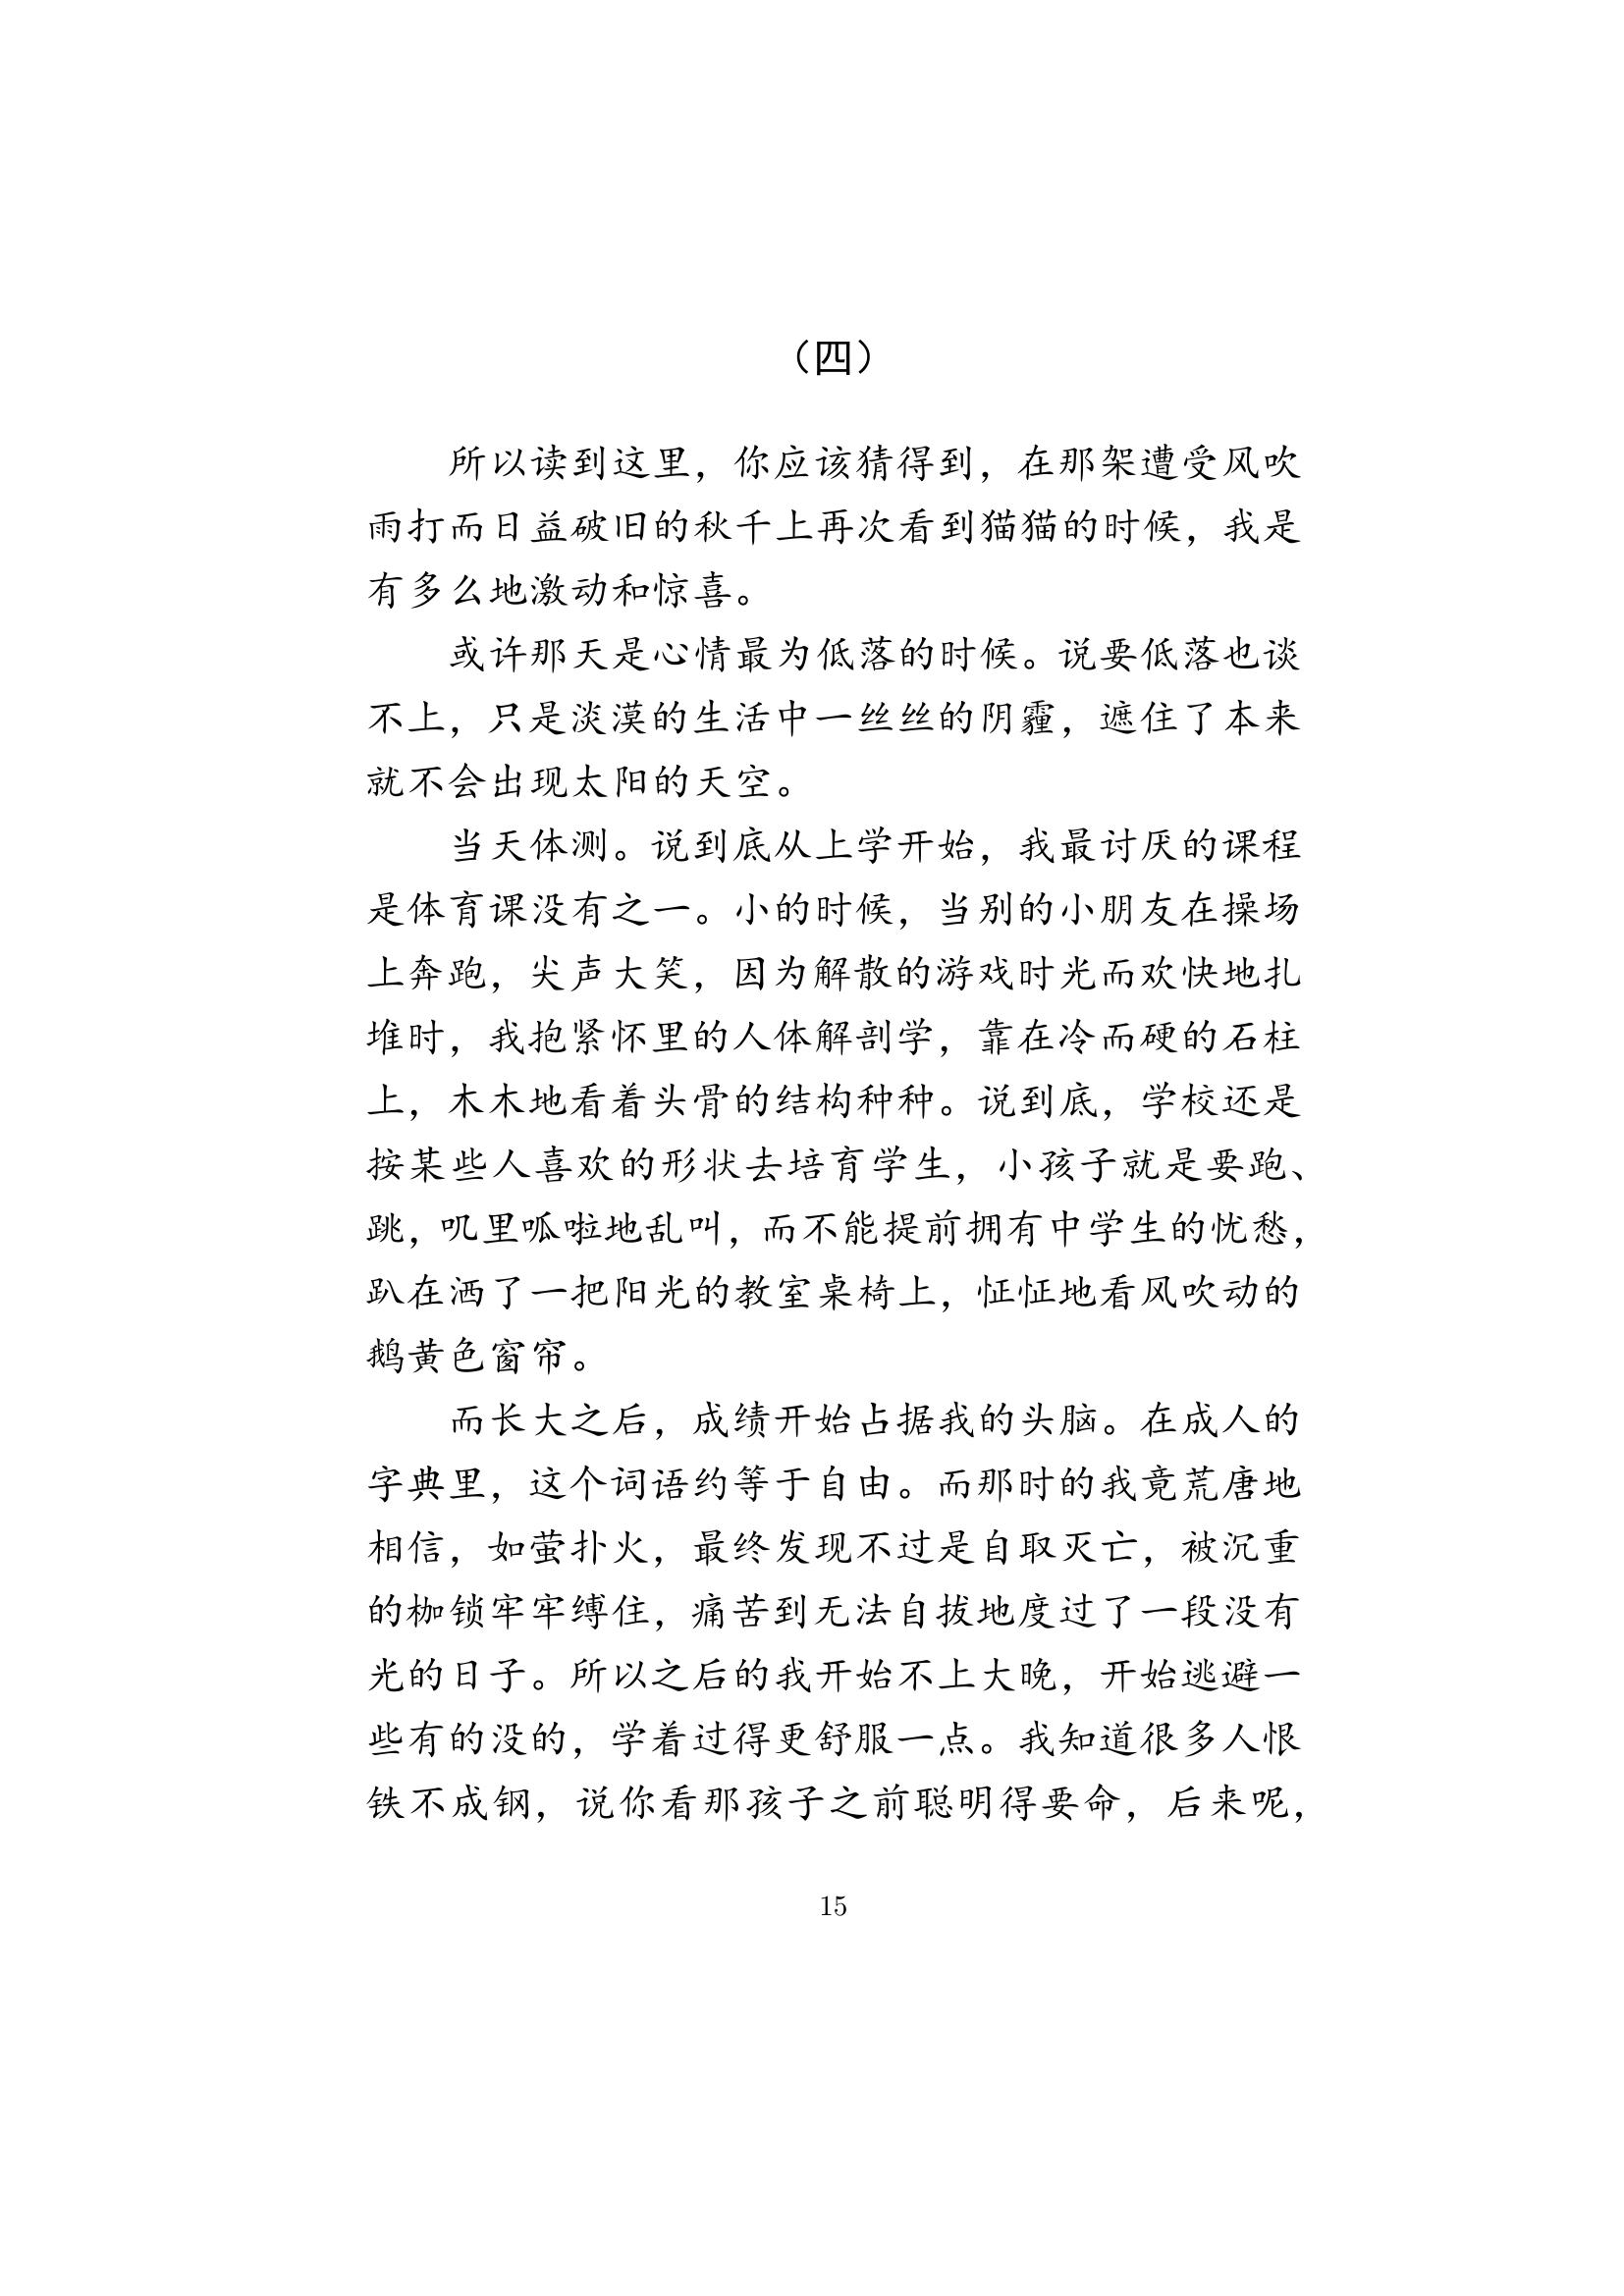 （四）
所以读到这里，你应该猜得到，在那架遭受风吹
雨打而日益破旧的秋千上再次看到猫猫的时候，我是
有多么地激动和惊喜。
或许那天是心情最为低落的时候。说要低落也谈
不上，只是淡漠的生活中一丝丝的阴霾，遮住了本来
就不会出现太阳的天空。
当天体测。说到底从上学开始，我最讨厌的课程
是体育课没有之一。小的时候，当别的小朋友在操场
上奔跑，尖声大笑，因为解散的游戏时光而欢快地扎
堆时，我抱紧怀里的人体解剖学，靠在冷而硬的石柱
上，木木地看着头骨的结构种种。说到底，学校还是
按某些人喜欢的形状去培育学生，小孩子就是要跑、
跳，叽里呱啦地乱叫，而不能提前拥有中学生的忧愁，
趴在洒了一把阳光的教室桌椅上，怔怔地看风吹动的
鹅黄色窗帘。
而长大之后，成绩开始占据我的头脑。在成人的
字典里，这个词语约等于自由。而那时的我竟荒唐地
相信，如萤扑火，最终发现不过是自取灭亡，被沉重
的枷锁牢牢缚住，痛苦到无法自拔地度过了一段没有
光的日子。所以之后的我开始不上大晚，开始逃避一
些有的没的，学着过得更舒服一点。我知道很多人恨
铁不成钢，说你看那孩子之前聪明得要命，后来呢，
15